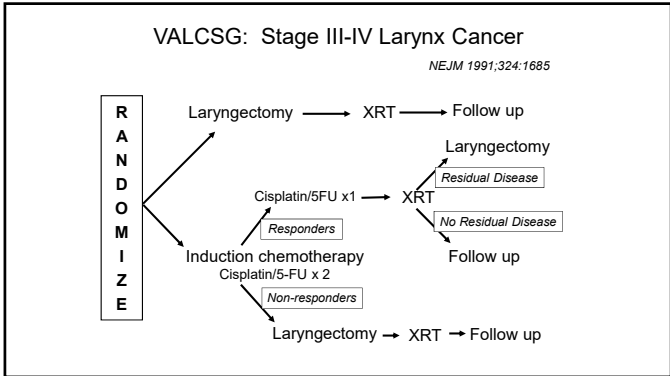 VALCSG: Stage III-IV Larynx Cancer
NEJM 1991;324:1685
R
A
N
D
O
M
I
Z
E
Laryngectomy
XRT
Follow up
Laryngectomy
Residual Disease
Cisplatin/5FU x1
XRT
No Residual Disease
Responders
Induction chemotherapy
Cisplatin/5-FU x 2
Follow up
Non-responders
Laryngectomy
XRT
Follow up